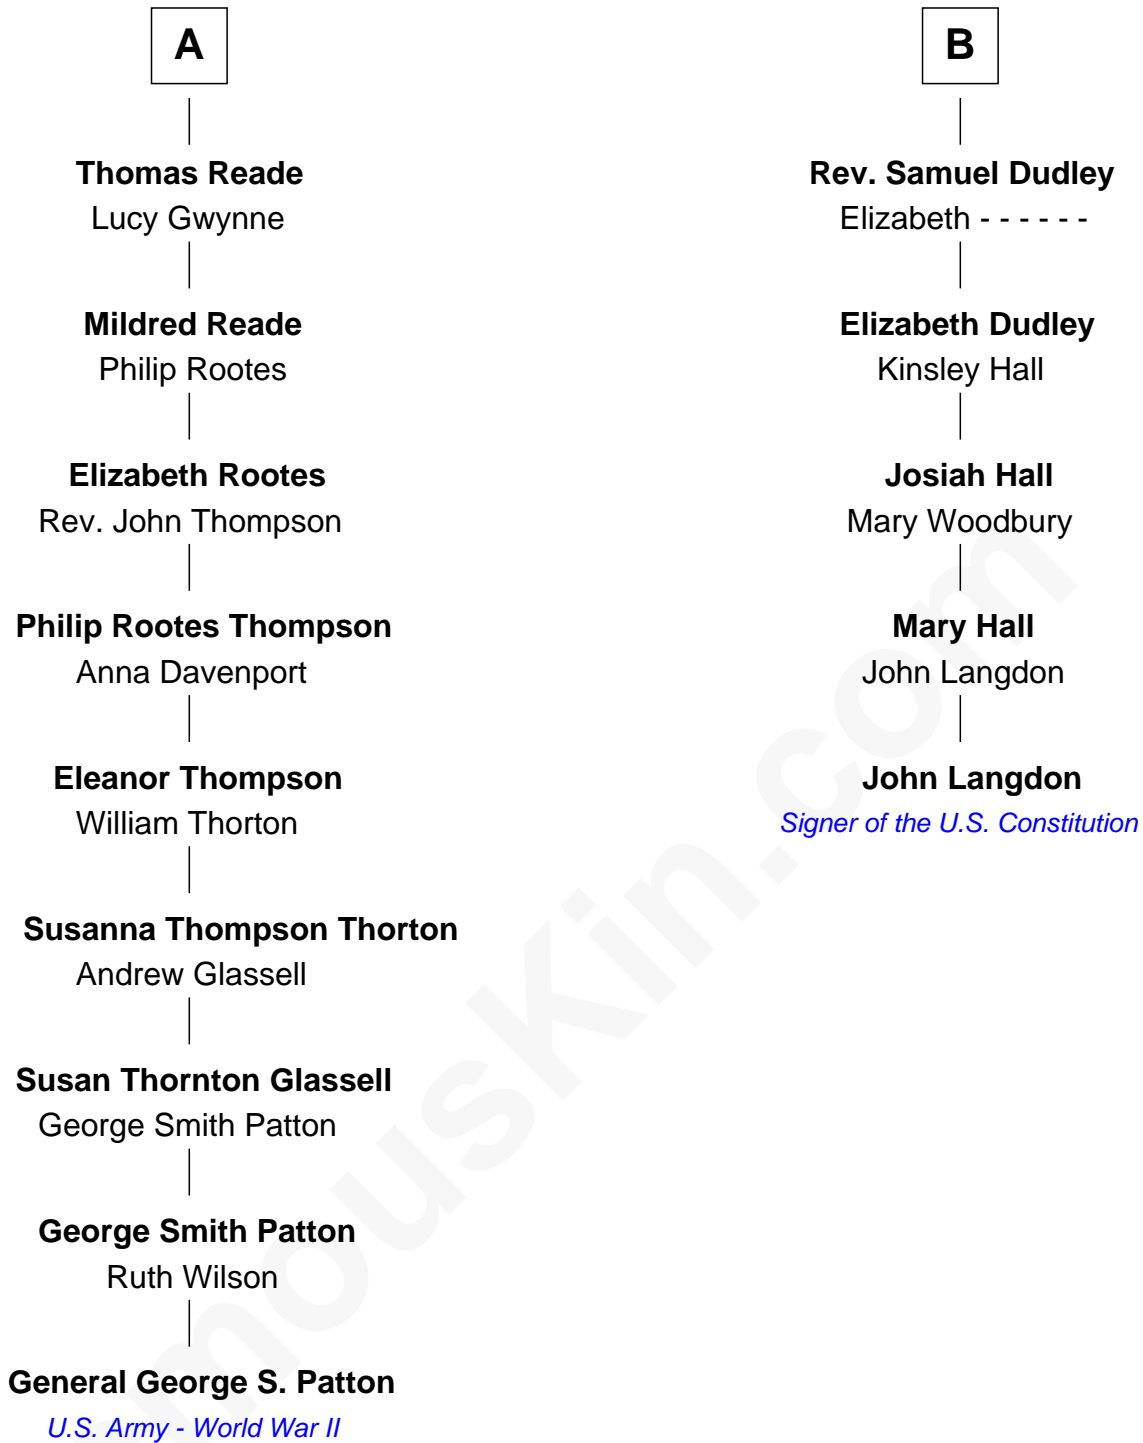 A
Thomas Reade
Lucy Gwynne
Mildred Reade
Philip Rootes
Elizabeth Rootes
Rev. John Thompson
Philip Rootes Thompson
Anna Davenport
Eleanor Thompson
William Thorton
Susanna Thompson Thorton
Andrew Glassell
Susan Thornton Glassell
George Smith Patton
George Smith Patton
Ruth Wilson
General George S. Patton
U.S. Army - World War II
B
Rev. Samuel Dudley
Elizabeth - - - - - -
Elizabeth Dudley
Kinsley Hall
Josiah Hall
Mary Woodbury
Mary Hall
John Langdon
John Langdon
Signer of the U.S. Constitution
mousKin.com